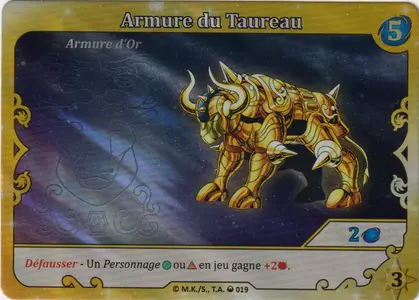 Armure du Taureau
5
Armure d'Or
2
Défausser - Un Personnage ou en jeu gagne +2.
© M.K./S., T.A. 019
3